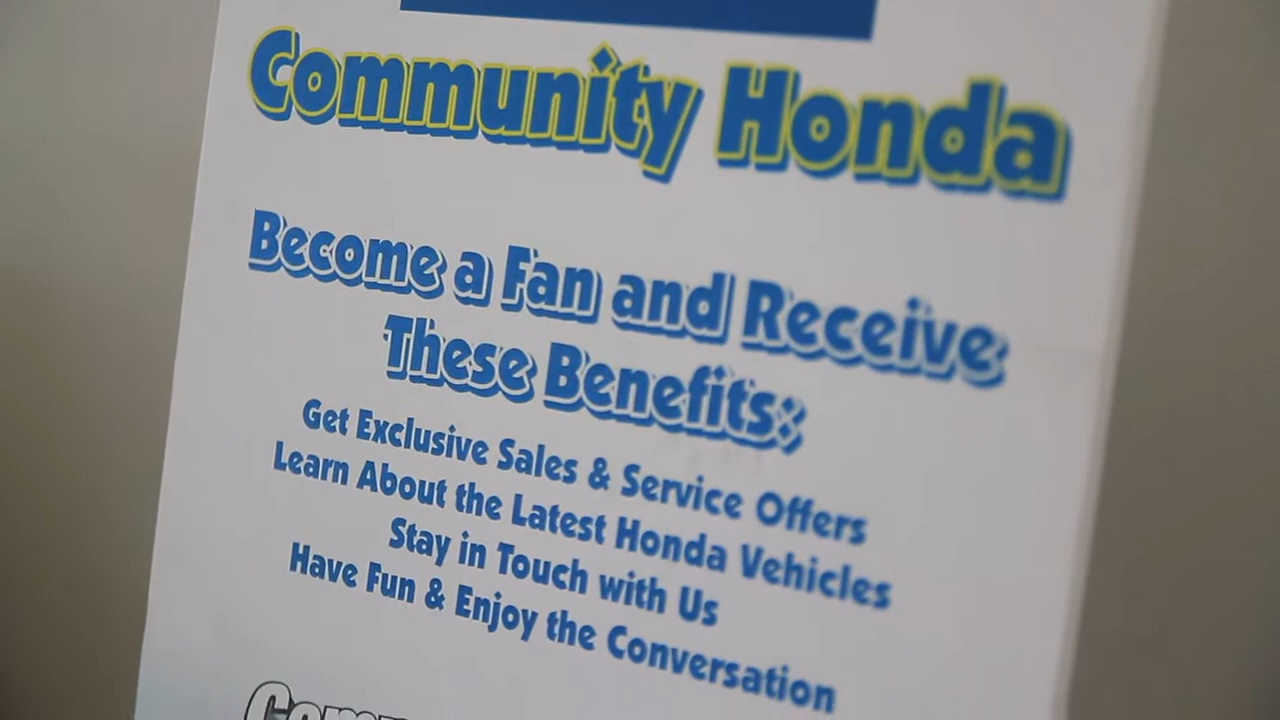 Community Honda
Become a Fan and Receive
These Benefits:
Get Exclusive Sales & Service Offers
Learn About the Latest Honda Vehicles
Stay in Touch with Us
Have Fun & Enjoy the Conversation